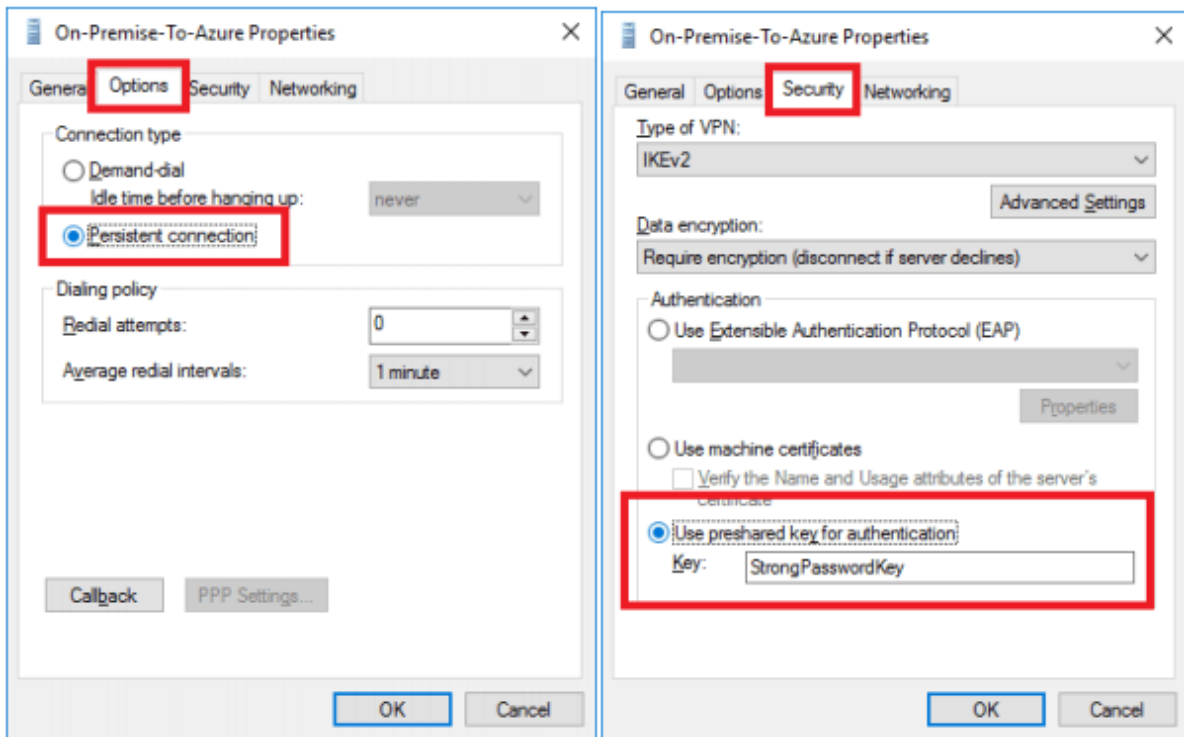 On-Premise-To-Azure Properties
General Options Security Networking
Connection type
Demand-dial
Idle time before hanging up: never
Persistent connection
Dialing policy
Redial attempts: 0
Average redial intervals: 1 minute
Callback PPP Settings...
OK Cancel
On-Premise-To-Azure Properties
General Options Security Networking
Type of VPN:
IKEv2
Advanced Settings
Data encryption:
Require encryption (disconnect if server declines)
Authentication
Use Extensible Authentication Protocol (EAP)
Properties
Use machine certificates
Verify the Name and Usage attributes of the server's
certificate
Use preshared key for authentication
Key: StrongPasswordKey
OK Cancel